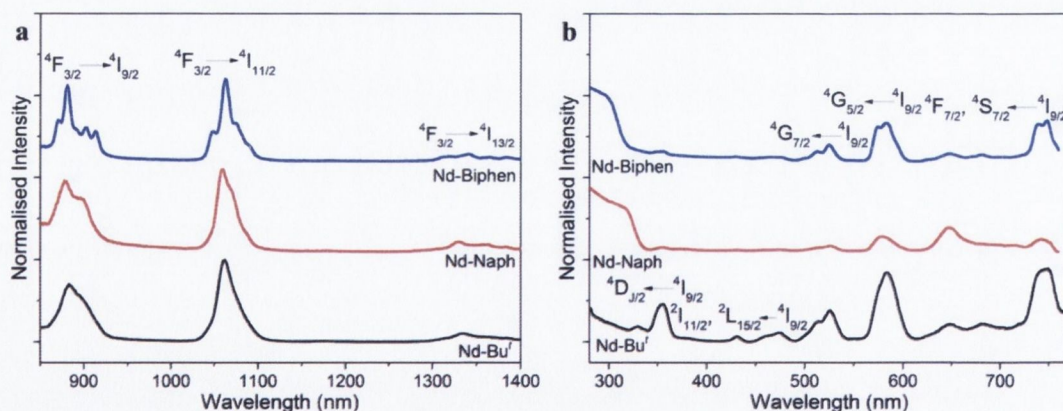 a
⁴F₃/₂ → ⁴I₉/₂
⁴F₃/₂ → ⁴I₁₁/₂
⁴F₃/₂ → ⁴I₁₃/₂
Nd-Biphen
Nd-Naph
Nd-Buᵗ
Normalised Intensity
900 1000 1100 1200 1300 1400
Wavelength (nm)
b
⁴G₅/₂ ← ⁴I₉/₂
⁴F₇/₂, ⁴S₇/₂ ← ⁴I₉/₂
⁴G₇/₂ ← ⁴I₉/₂
Nd-Biphen
Nd-Naph
⁴D_J/₂ ← ⁴I₉/₂
²I₁₁/₂, ²L₁₅/₂ ← ⁴I₉/₂
Nd-Buᵗ
Normalised Intensity
300 400 500 600 700
Wavelength (nm)